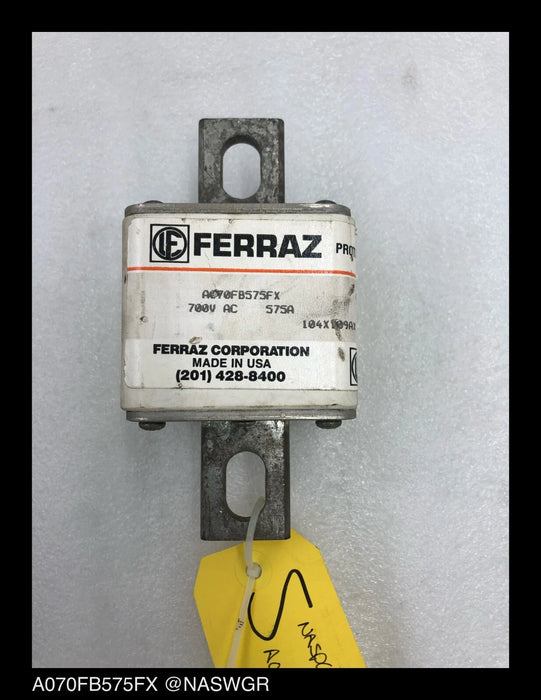 FERRAZ
A070FB575FX
700V AC 575A
FERRAZ CORPORATION
MADE IN USA
(201) 428-8400
S
A070FB575FX @NASWGR